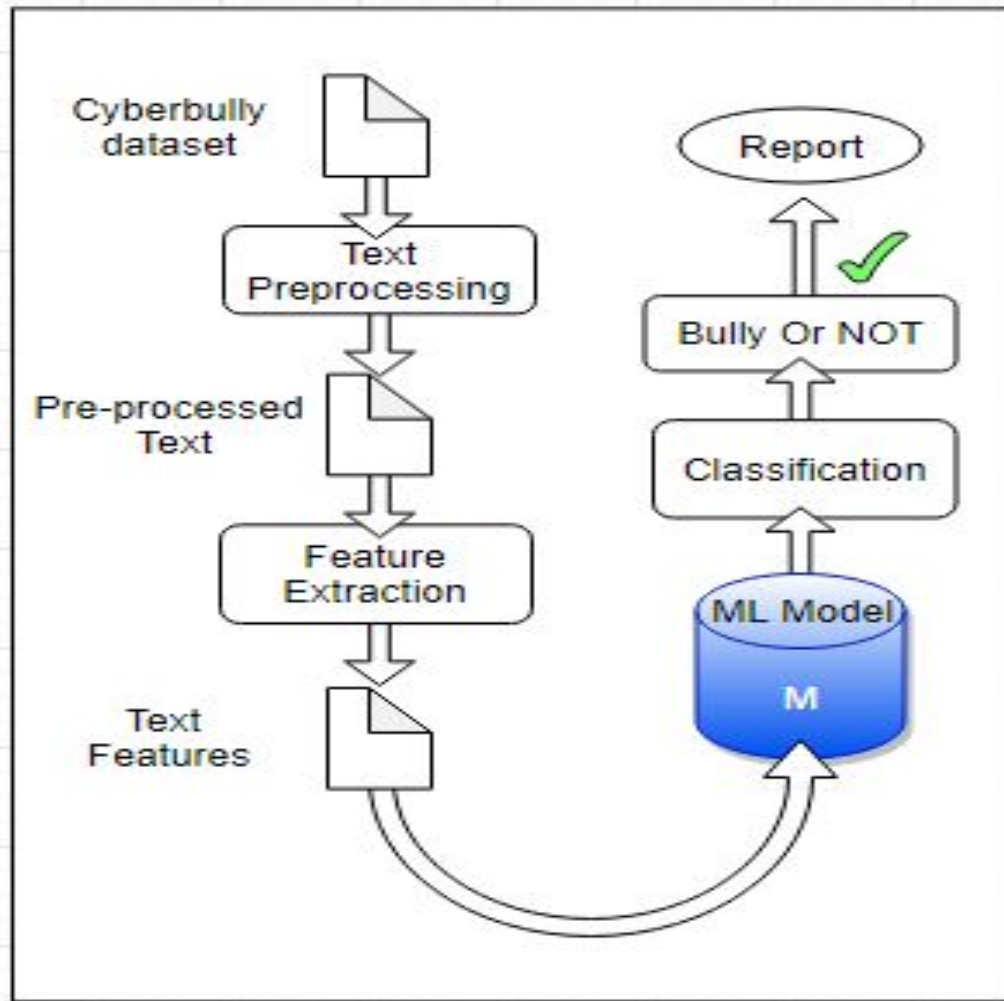 Cyberbully
dataset
Text
Preprocessing
Pre-processed
Text
Feature
Extraction
Text
Features
ML Model
M
Classification
Bully Or NOT
Report